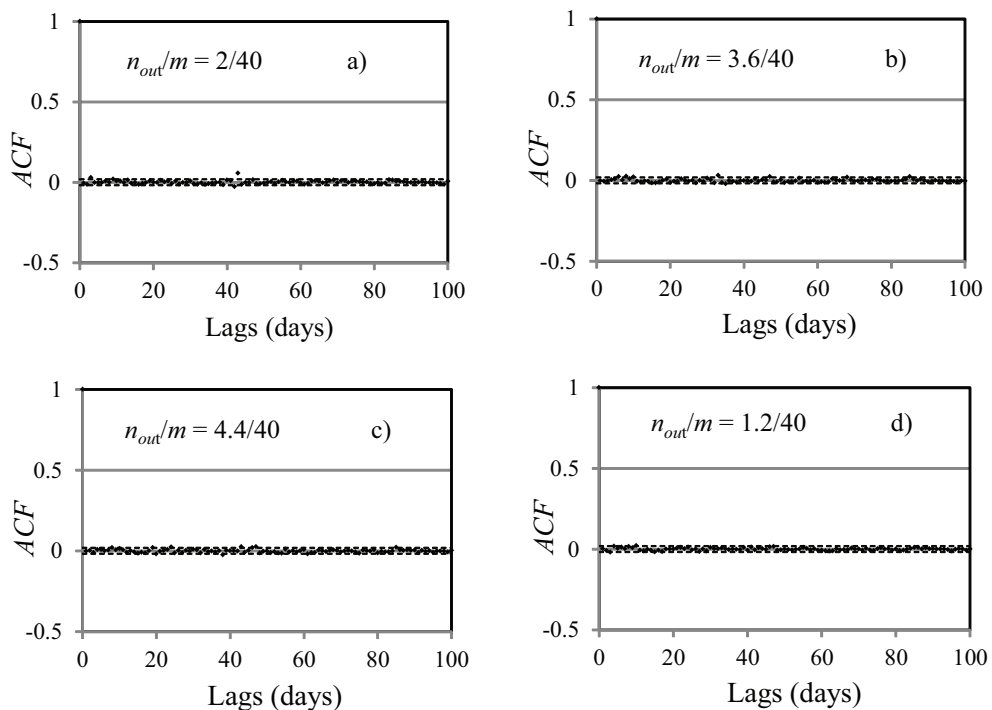 1
n_out/m = 2/40 a)
0.5
ACF
0
-0.5
0 20 40 60 80 100
Lags (days)
1
n_out/m = 3.6/40 b)
0.5
ACF
0
-0.5
0 20 40 60 80 100
Lags (days)
1
n_out/m = 4.4/40 c)
0.5
ACF
0
-0.5
0 20 40 60 80 100
Lags (days)
1
n_out/m = 1.2/40 d)
0.5
ACF
0
-0.5
0 20 40 60 80 100
Lags (days)